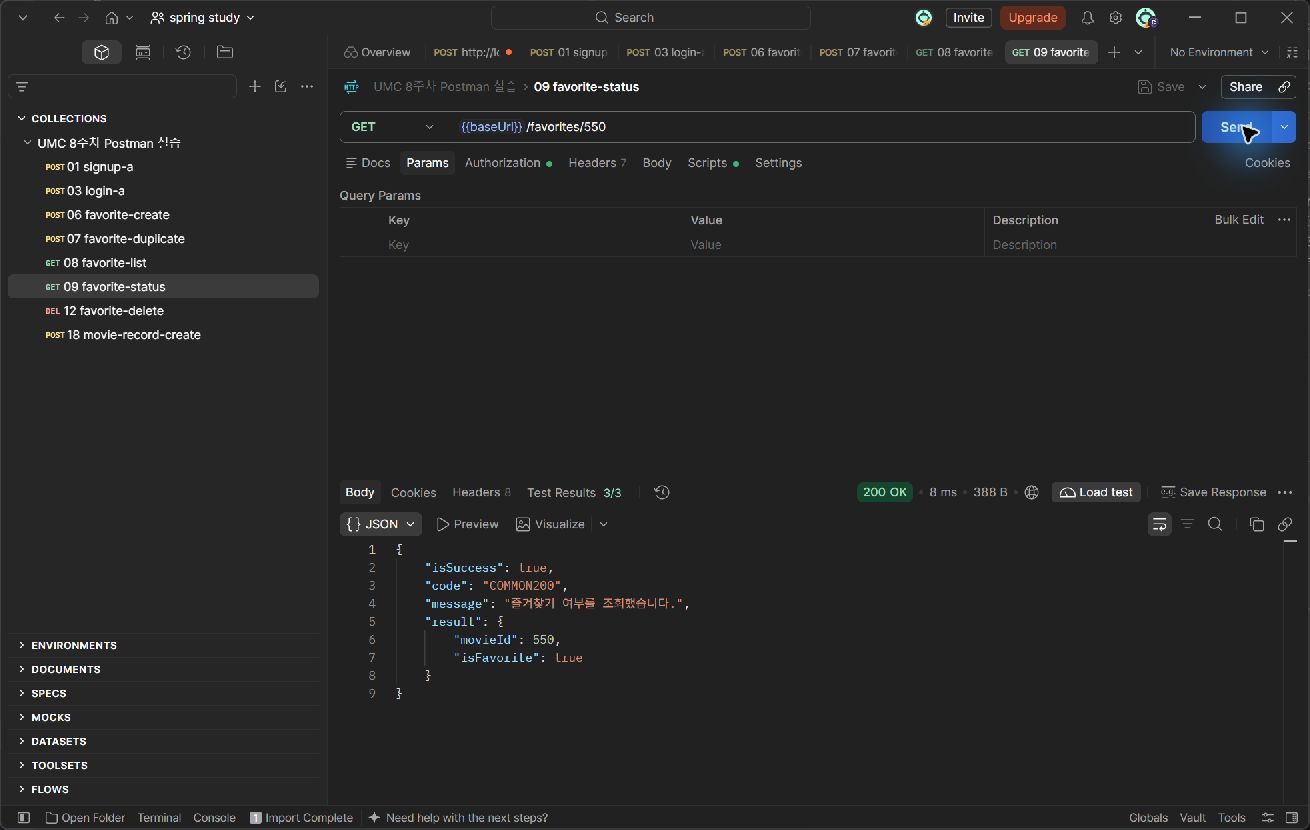 spring study
Search
Invite
Upgrade
Overview
POST http://lc
POST 01 signup
POST 03 login-
POST 06 favorit
POST 07 favorit
GET 08 favorite
GET 09 favorite
No Environment
COLLECTIONS
UMC 8주차 Postman 실습
POST 01 signup-a
POST 03 login-a
POST 06 favorite-create
POST 07 favorite-duplicate
GET 08 favorite-list
GET 09 favorite-status
DEL 12 favorite-delete
POST 18 movie-record-create
ENVIRONMENTS
DOCUMENTS
SPECS
MOCKS
DATASETS
TOOLSETS
FLOWS
HTTP UMC 8주차 Postman 실습 > 09 favorite-status
Save
Share
GET {{baseUrl}} /favorites/550
Send
Docs Params Authorization Headers 7 Body Scripts Settings
Cookies
Query Params
Key Value Description Bulk Edit
Key Value Description
Body Cookies Headers 8 Test Results 3/3
200 OK 8 ms 388 B Load test Save Response
{} JSON Preview Visualize
1 {
2 "isSuccess": true,
3 "code": "COMMON200",
4 "message": "즐겨찾기 여부를 조회했습니다.",
5 "result": {
6 "movieId": 550,
7 "isFavorite": true
8 }
9 }
Open Folder Terminal Console 1 Import Complete Need help with the next steps?
Globals Vault Tools